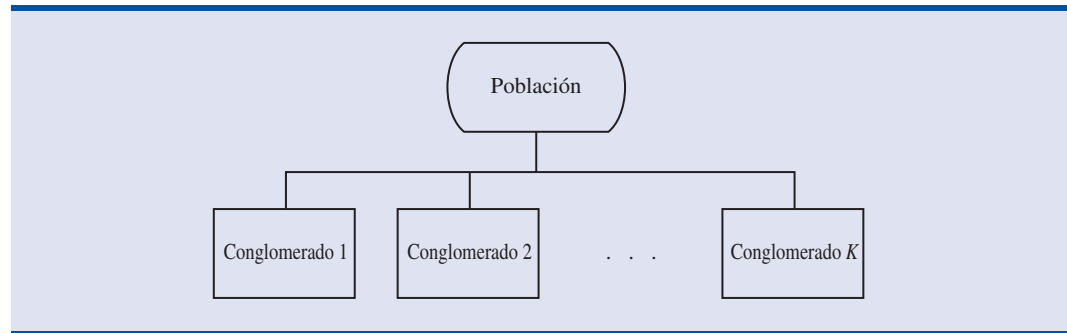 Población
Conglomerado 1
Conglomerado 2
. . .
Conglomerado K